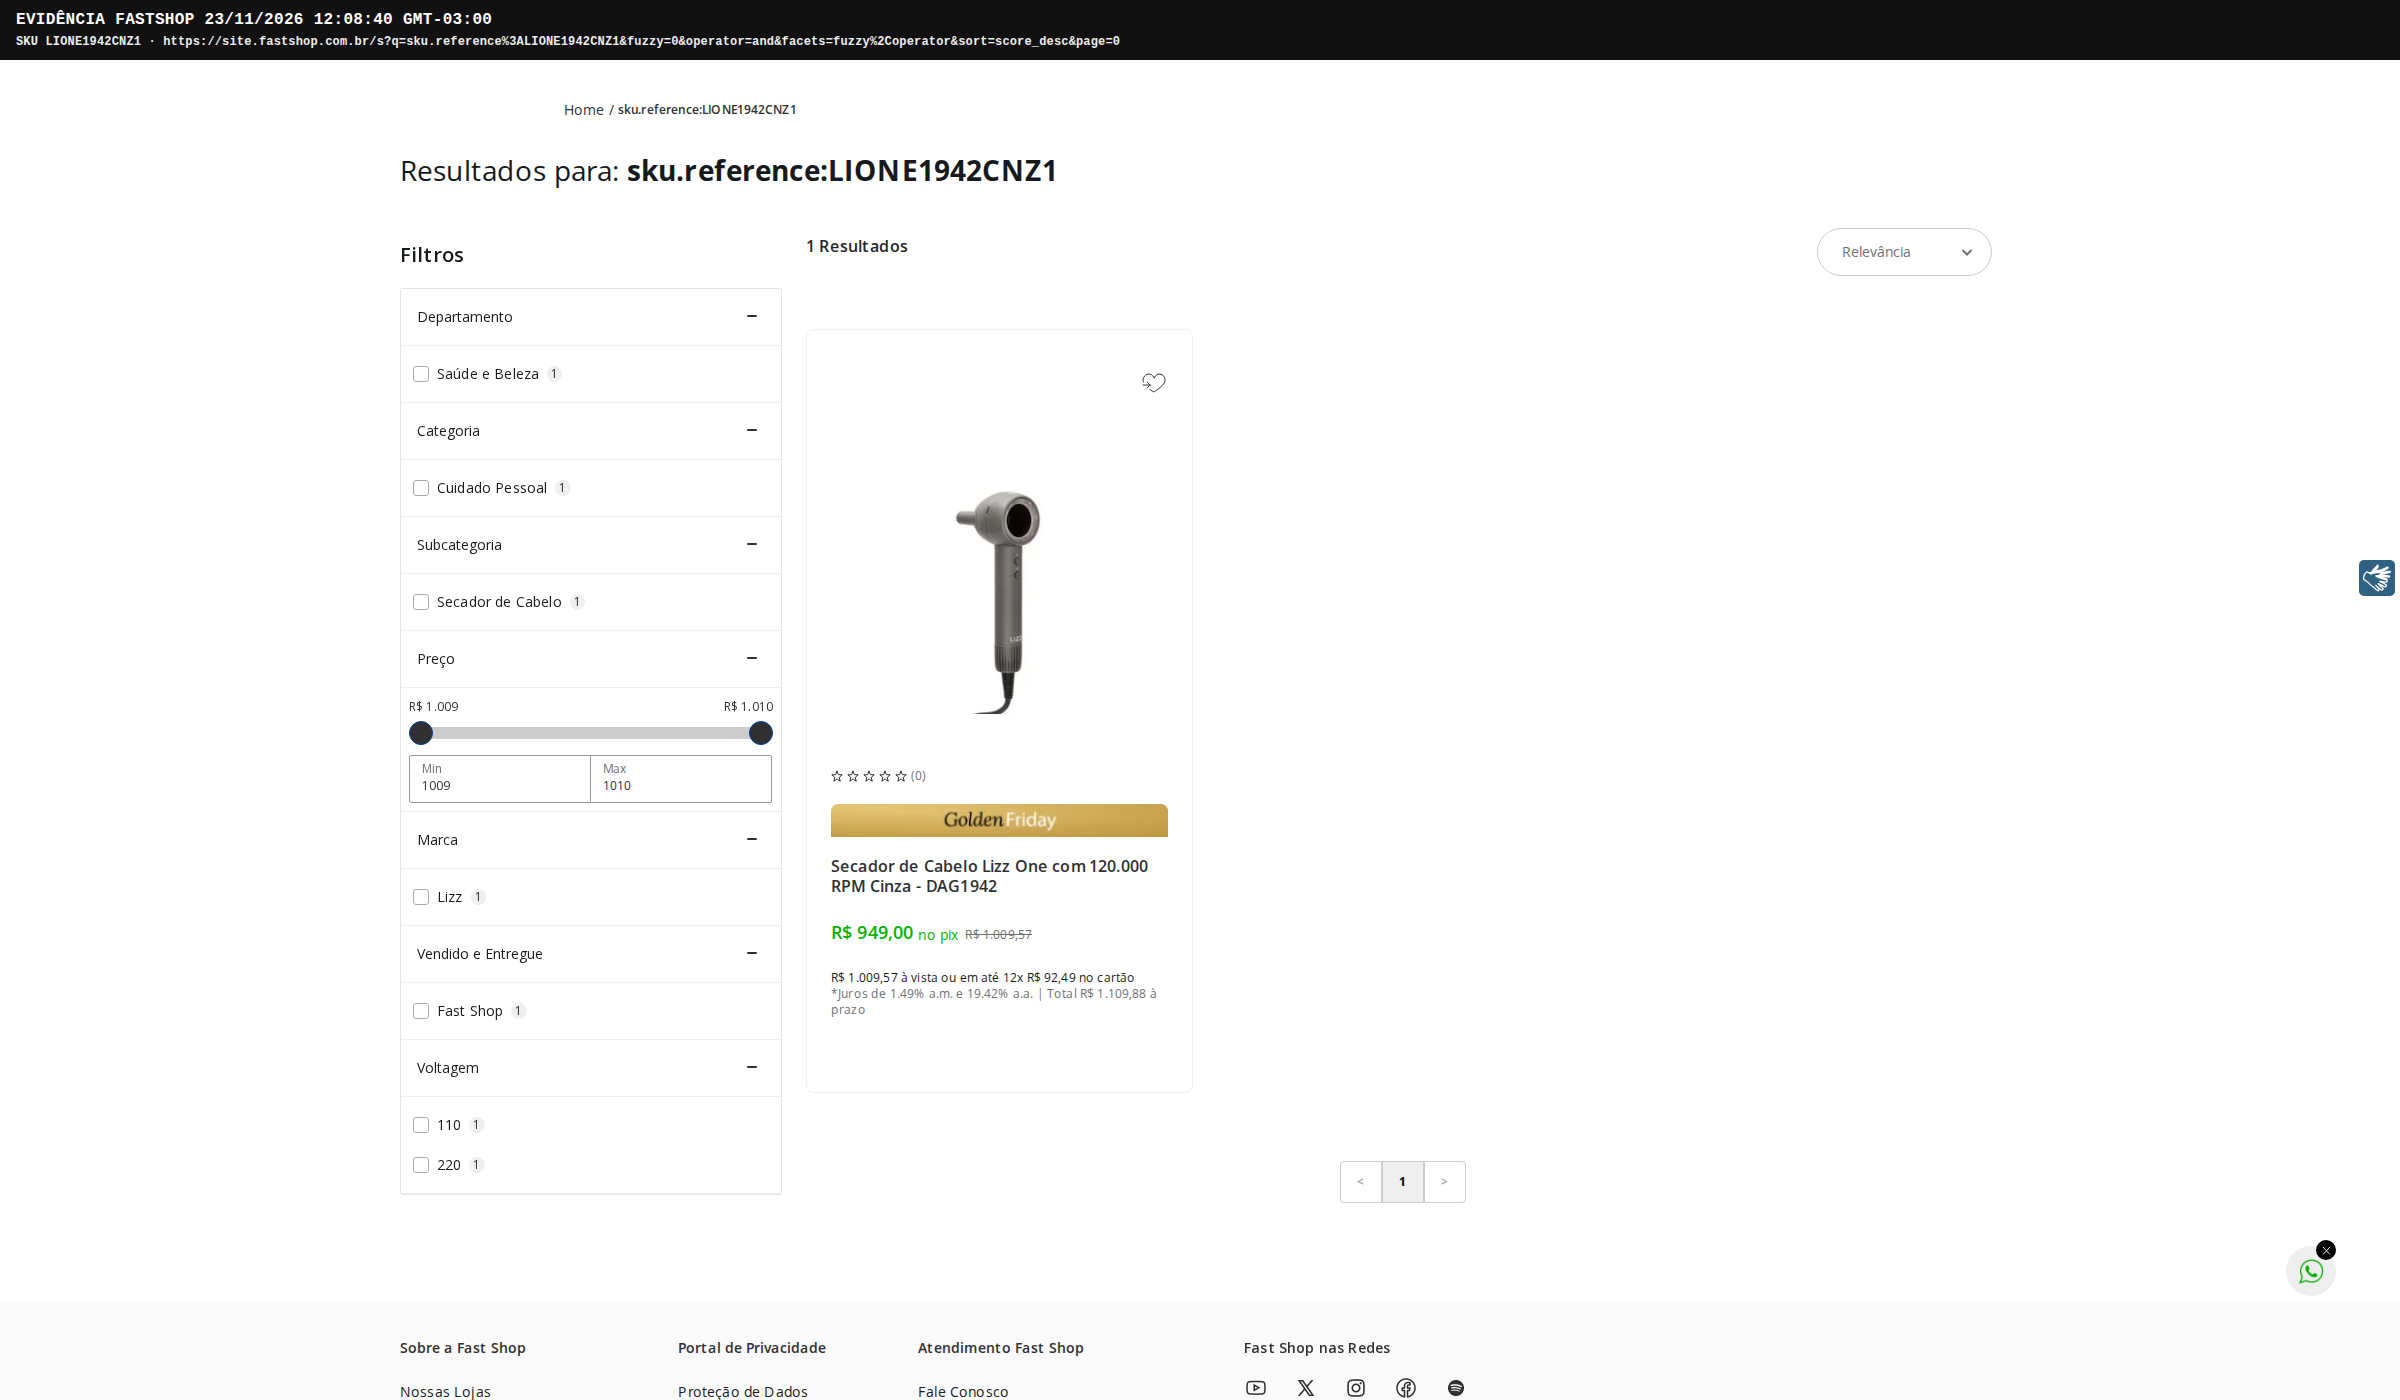 EVIDÊNCIA FASTSHOP 23/11/2026 12:08:40 GMT-03:00
SKU LIONE1942CNZ1 · https://site.fastshop.com.br/s?q=sku.reference%3ALIONE1942CNZ1&fuzzy=0&operator=and&facets=fuzzy%2Coperator&sort=score_desc&page=0
Home / sku.reference:LIONE1942CNZ1
Resultados para: sku.reference:LIONE1942CNZ1
Filtros
Departamento
Saúde e Beleza 1
Categoria
Cuidado Pessoal 1
Subcategoria
Secador de Cabelo 1
Preço
R$ 1.009 R$ 1.010
Min Max
1009 1010
Marca
Lizz 1
Vendido e Entregue
Fast Shop 1
Voltagem
110 1
220 1
1 Resultados
Relevância
LIZZ
(0)
Golden Friday
Secador de Cabelo Lizz One com 120.000
RPM Cinza - DAG1942
R$ 949,00 no pix R$ 1.009,57
R$ 1.009,57 à vista ou em até 12x R$ 92,49 no cartão
*Juros de 1.49% a.m. e 19.42% a.a. | Total R$ 1.109,88 à
prazo
< 1 >
Sobre a Fast Shop
Nossas Lojas
Portal de Privacidade
Proteção de Dados
Atendimento Fast Shop
Fale Conosco
Fast Shop nas Redes